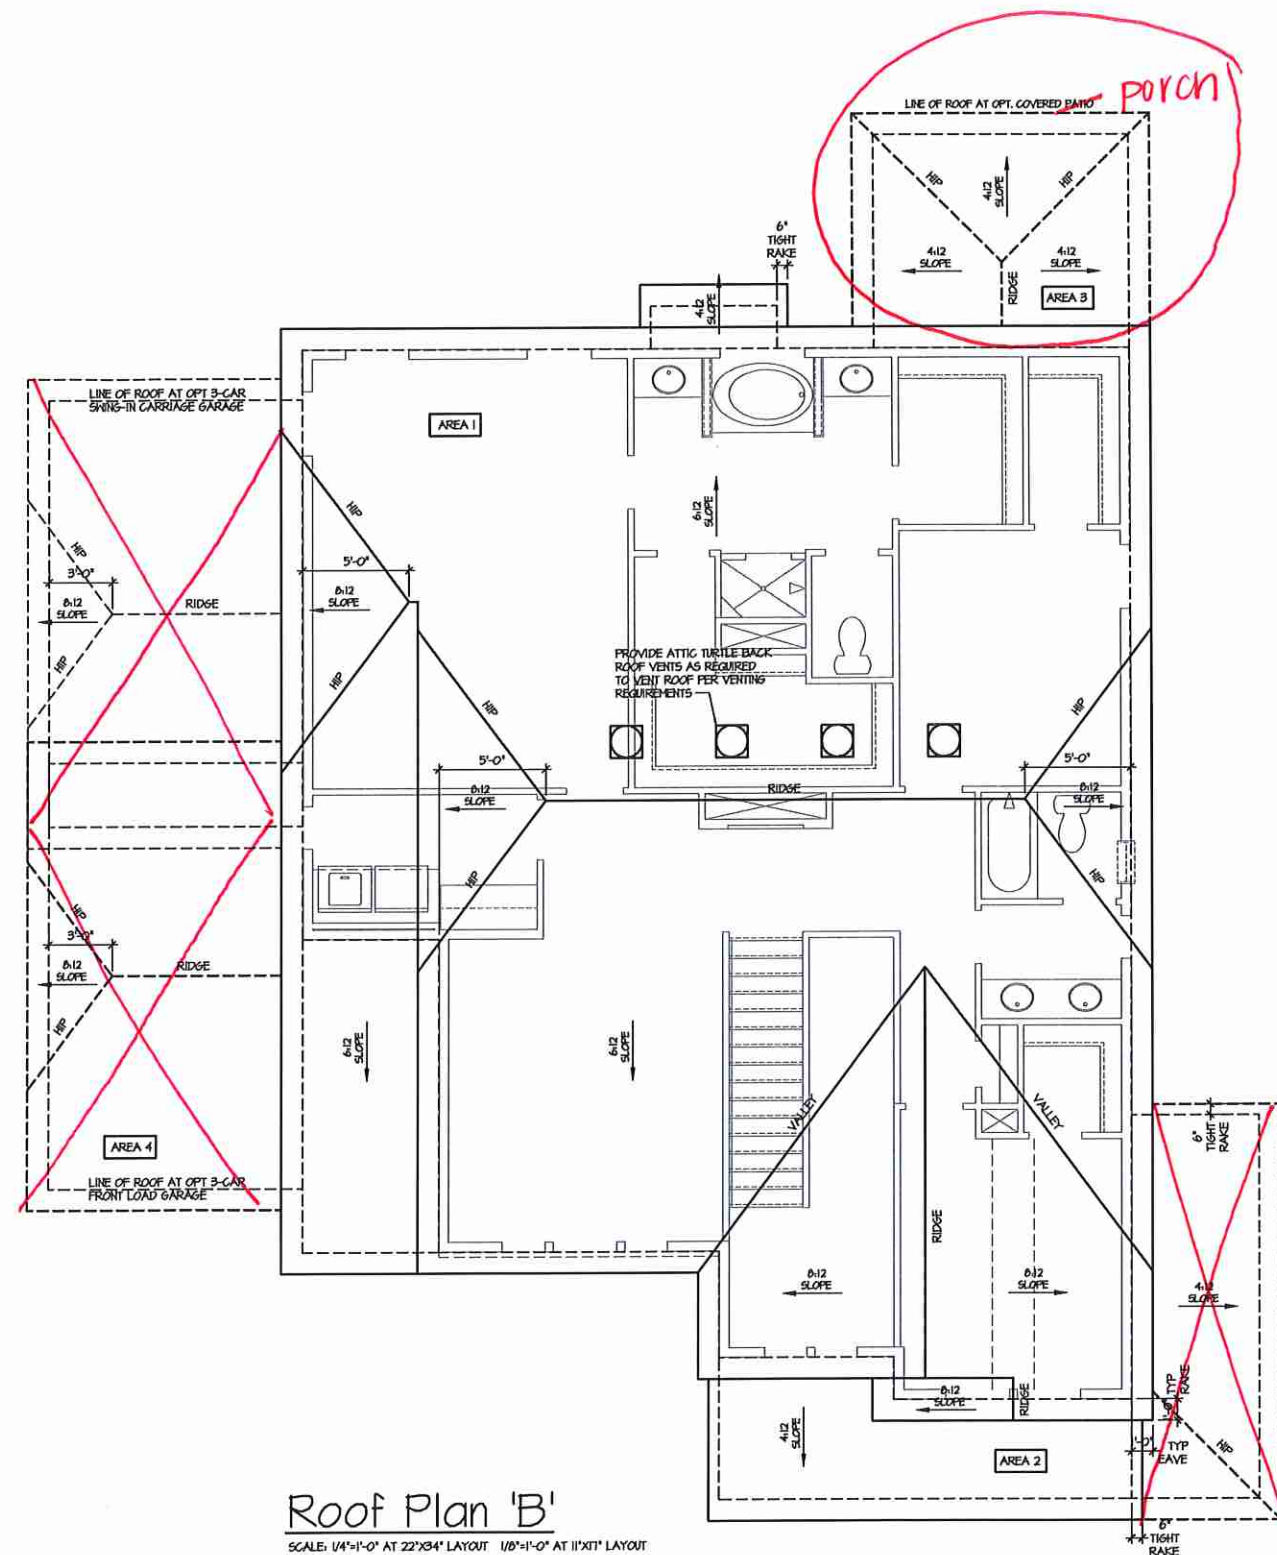 porch
LINE OF ROOF AT OPT. COVERED PATIO
HIP
4:12
SLOPE
HIP
6"
TIGHT
RAKE
4:12
SLOPE
4:12
SLOPE
RIDGE
AREA 3
4:12
SLOPE
LINE OF ROOF AT OPT 3-CAR
SWING-IN CARRIAGE GARAGE
AREA 1
6:12
SLOPE
HIP
HIP
3'-0"
8:12
SLOPE
RIDGE
HIP
5'-0"
8:12
SLOPE
HIP
PROVIDE ATTIC TURTLE BACK
ROOF VENTS AS REQUIRED
TO VENT ROOF PER VENTING
REQUIREMENTS
HIP
HIP
5'-0"
8:12
SLOPE
RIDGE
5'-0"
8:12
SLOPE
HIP
HIP
HIP
3'-0"
8:12
SLOPE
RIDGE
HIP
6:12
SLOPE
6:12
SLOPE
VALLEY
VALLEY
6"
TIGHT
RAKE
AREA 4
LINE OF ROOF AT OPT 3-CAR
FRONT LOAD GARAGE
RIDGE
8:12
SLOPE
8:12
SLOPE
4:12
SLOPE
8:12
SLOPE
RIDGE
1'-0"
TYP
RAKE
4:12
SLOPE
AREA 2
1'-0"
TYP
EAVE
HIP
6"
TIGHT
RAKE
Roof Plan 'B'
SCALE: 1/4"=1'-0" AT 22"X34" LAYOUT 1/8"=1'-0" AT 11"X17" LAYOUT